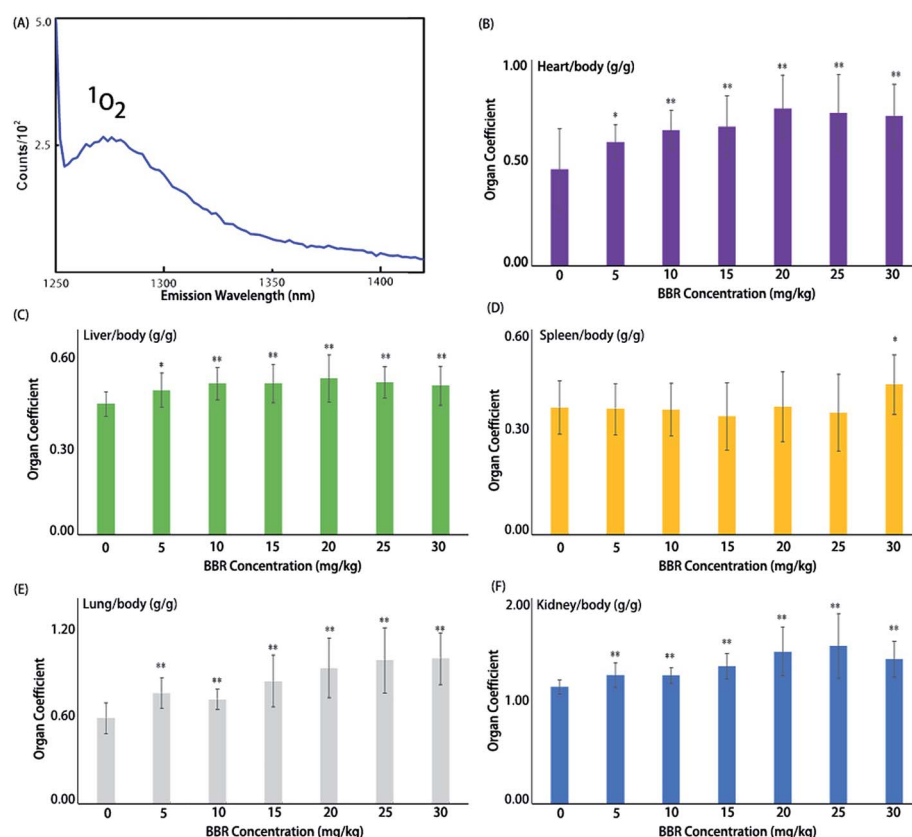 (A)
5.0
2.5
Counts/10²
¹O₂
1250 1300 1350 1400
Emission Wavelength (nm)
(B)
Heart/body (g/g)
1.00
0.50
0.00
Organ Coefficient
* ** ** ** ** **
0 5 10 15 20 25 30
BBR Concentration (mg/kg)
(C)
Liver/body (g/g)
0.60
0.30
0.00
Organ Coefficient
* ** ** ** ** **
0 5 10 15 20 25 30
BBR Concentration (mg/kg)
(D)
Spleen/body (g/g)
0.60
0.30
0.00
Organ Coefficient
*
0 5 10 15 20 25 30
BBR Concentration (mg/kg)
(E)
Lung/body (g/g)
1.20
0.60
0.00
Organ Coefficient
** ** ** ** ** **
0 5 10 15 20 25 30
BBR Concentration (mg/kg)
(F)
Kidney/body (g/g)
2.00
1.00
0.00
Organ Coefficient
** ** ** ** ** **
0 5 10 15 20 25 30
BBR Concentration (mg/kg)